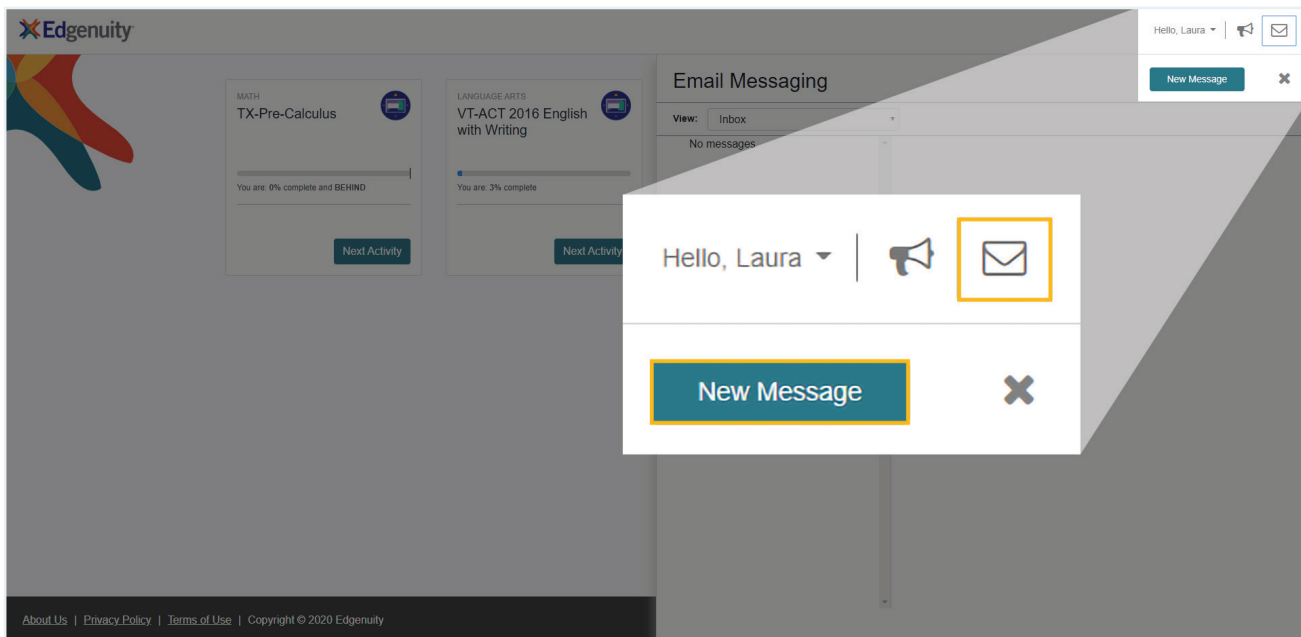 Edgenuity
Hello, Laura
New Message
MATH
TX-Pre-Calculus
You are: 0% complete and BEHIND
Next Activity
LANGUAGE ARTS
VT-ACT 2016 English
with Writing
You are: 3% complete
Next Activity
Email Messaging
View: Inbox
No messages
Hello, Laura
New Message
About Us | Privacy Policy | Terms of Use | Copyright © 2020 Edgenuity